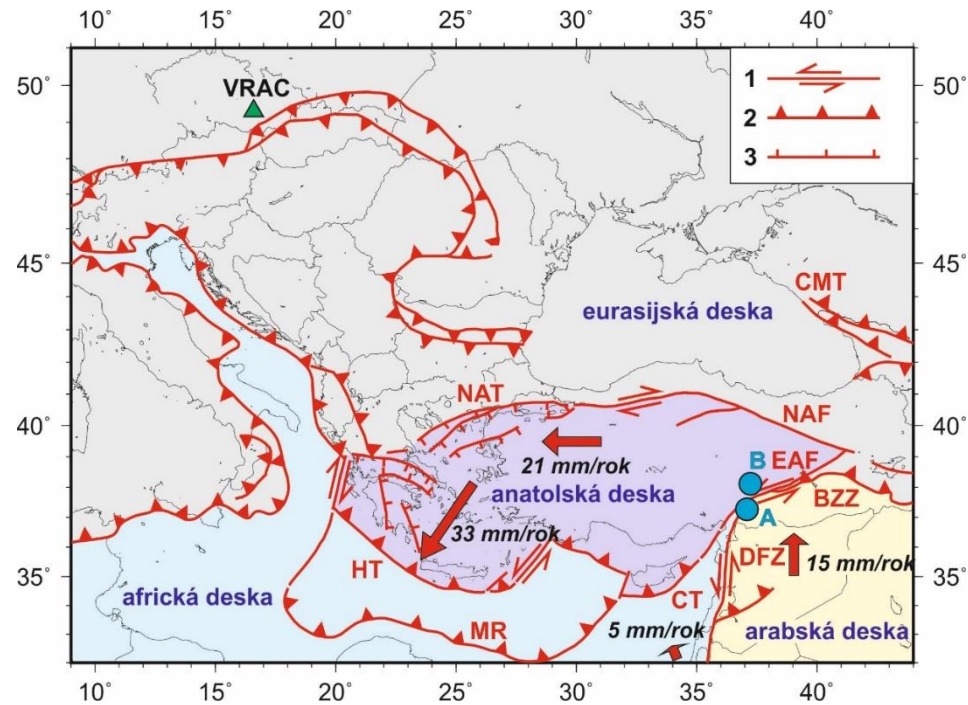 10° 15° 20° 25° 30° 35° 40°
50° 50°
VRAC
1
2
3
45° 45°
CMT
eurasijská deska
40° 40°
NAT
NAF
21 mm/rok
B EAF
anatolská deska
BZZ
A
33 mm/rok
35° 35°
HT
DFZ
15 mm/rok
africká deska
CT
MR
5 mm/rok
arabská deska
10° 15° 20° 25° 30° 35° 40°